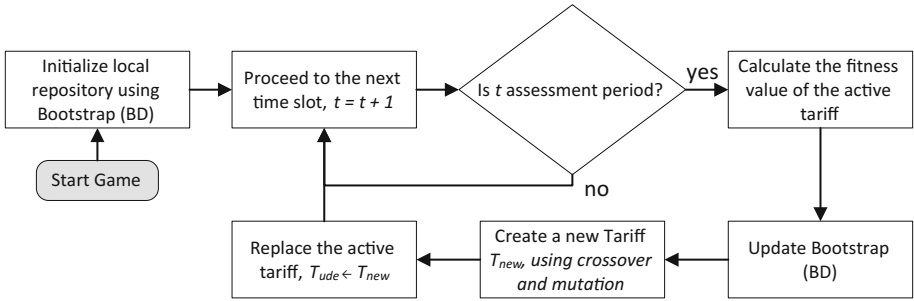 Initialize local
repository using
Bootstrap (BD)
Start Game
Proceed to the next
time slot, t = t + 1
Is t assessment period?
yes
no
Calculate the fitness
value of the active
tariff
Update Bootstrap
(BD)
Create a new Tariff
Tnew, using crossover
and mutation
Replace the active
tariff, Tude ← Tnew